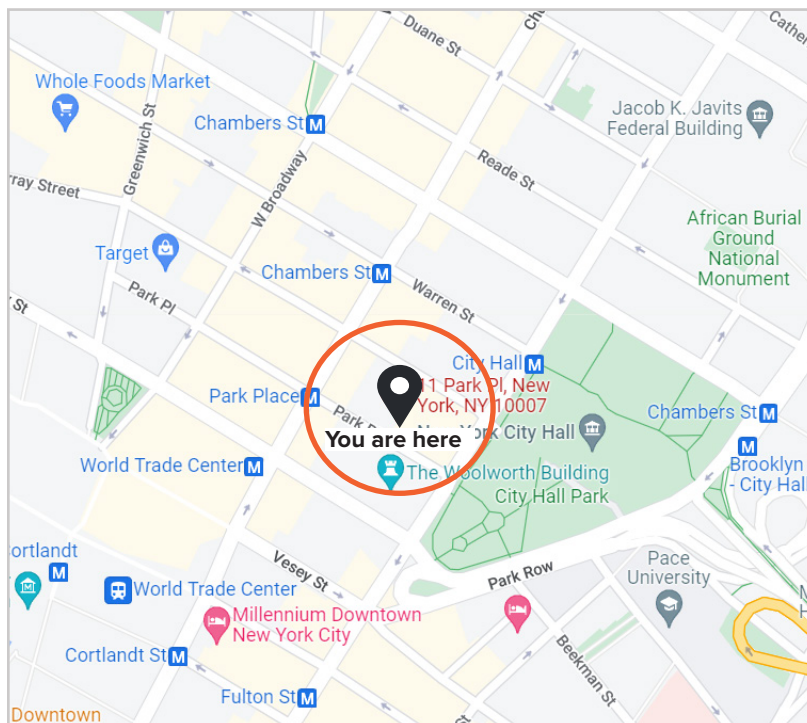 Duane St
Ch
Cather
Whole Foods Market
Greenwich St
Chambers St M
Jacob K. Javits
Federal Building
W Broadway
Reade St
rray Street
African Burial
Ground
National
Monument
Target
Chambers St M
Park Pl
Warren St
St
City Hall M
11 Park Pl, New
York, NY 10007
Park Place M
Park
Chambers St M
You are here
New York City Hall
World Trade Center M
The Woolworth Building
City Hall Park
M
Brooklyn
- City Hall
Vesey St
Park Row
Pace
University
ortlandt
M
World Trade Center
M
H
Millennium Downtown
New York City
Beekman St
Cortlandt St M
Fulton St M
Downtown